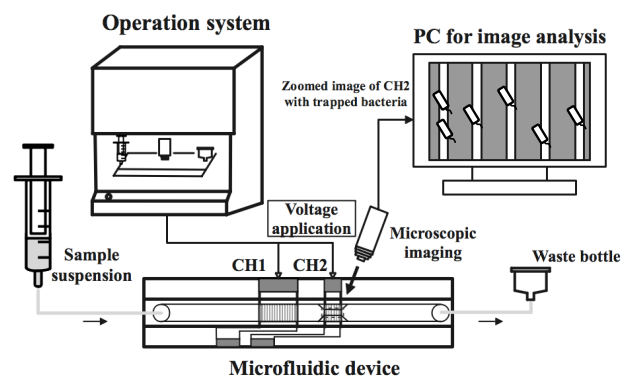 Operation system
PC for image analysis
Zoomed image of CH2
with trapped bacteria
Voltage
application
Microscopic
imaging
Sample
suspension
CH1 CH2
Waste bottle
Microfluidic device